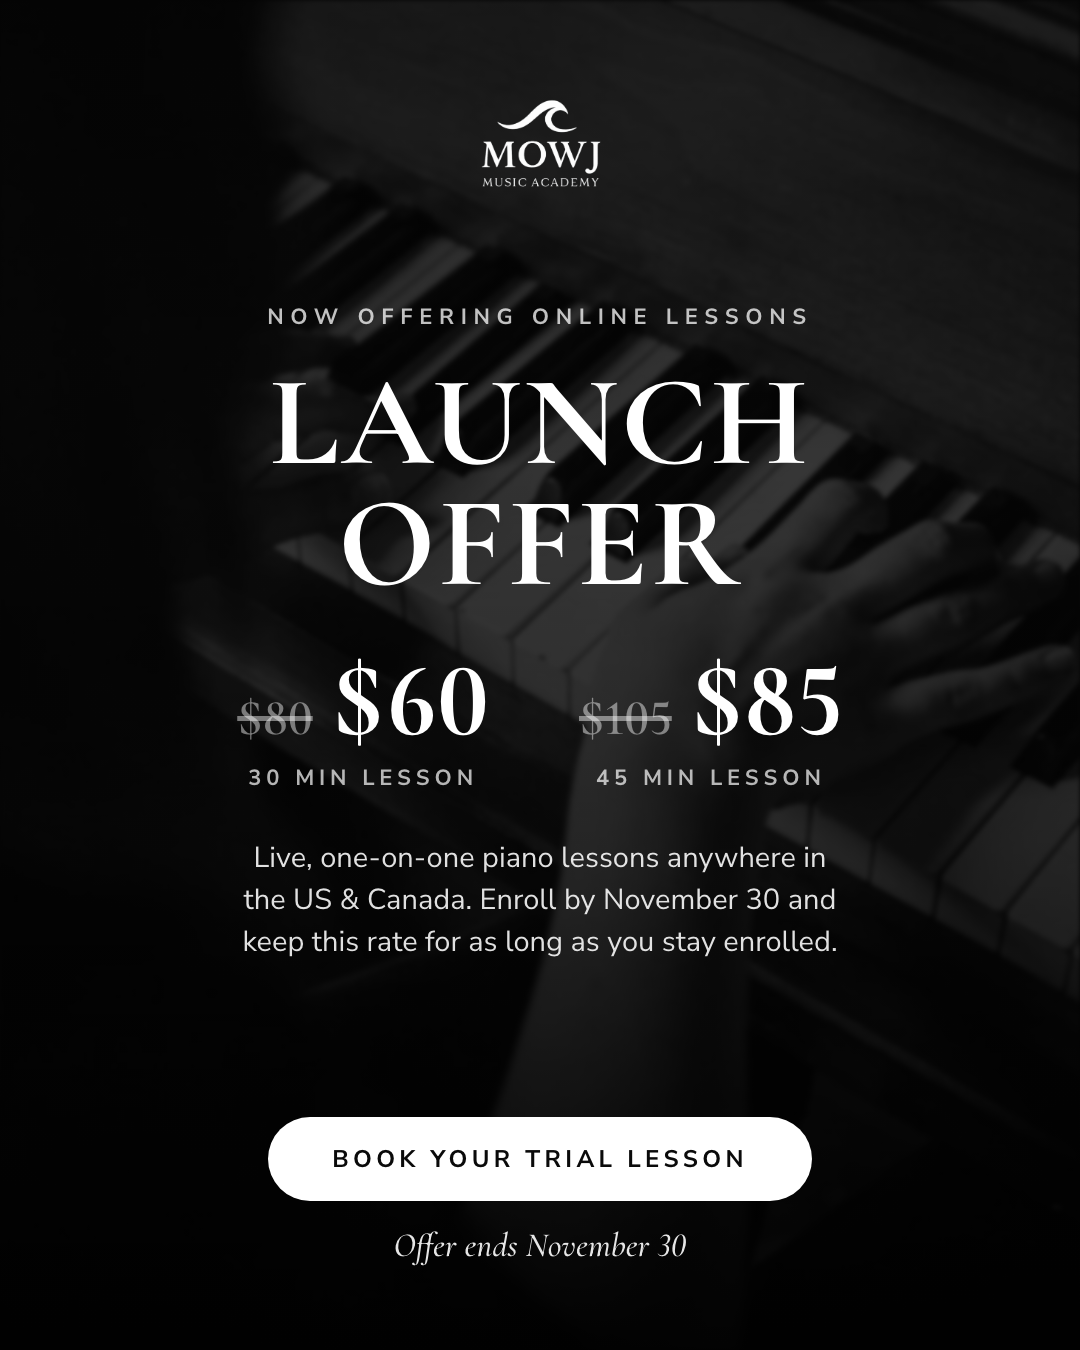 MOWJ
MUSIC ACADEMY
NOW OFFERING ONLINE LESSONS
LAUNCH
OFFER
$80 $60 $105 $85
30 MIN LESSON 45 MIN LESSON
Live, one-on-one piano lessons anywhere in
the US & Canada. Enroll by November 30 and
keep this rate for as long as you stay enrolled.
BOOK YOUR TRIAL LESSON
Offer ends November 30